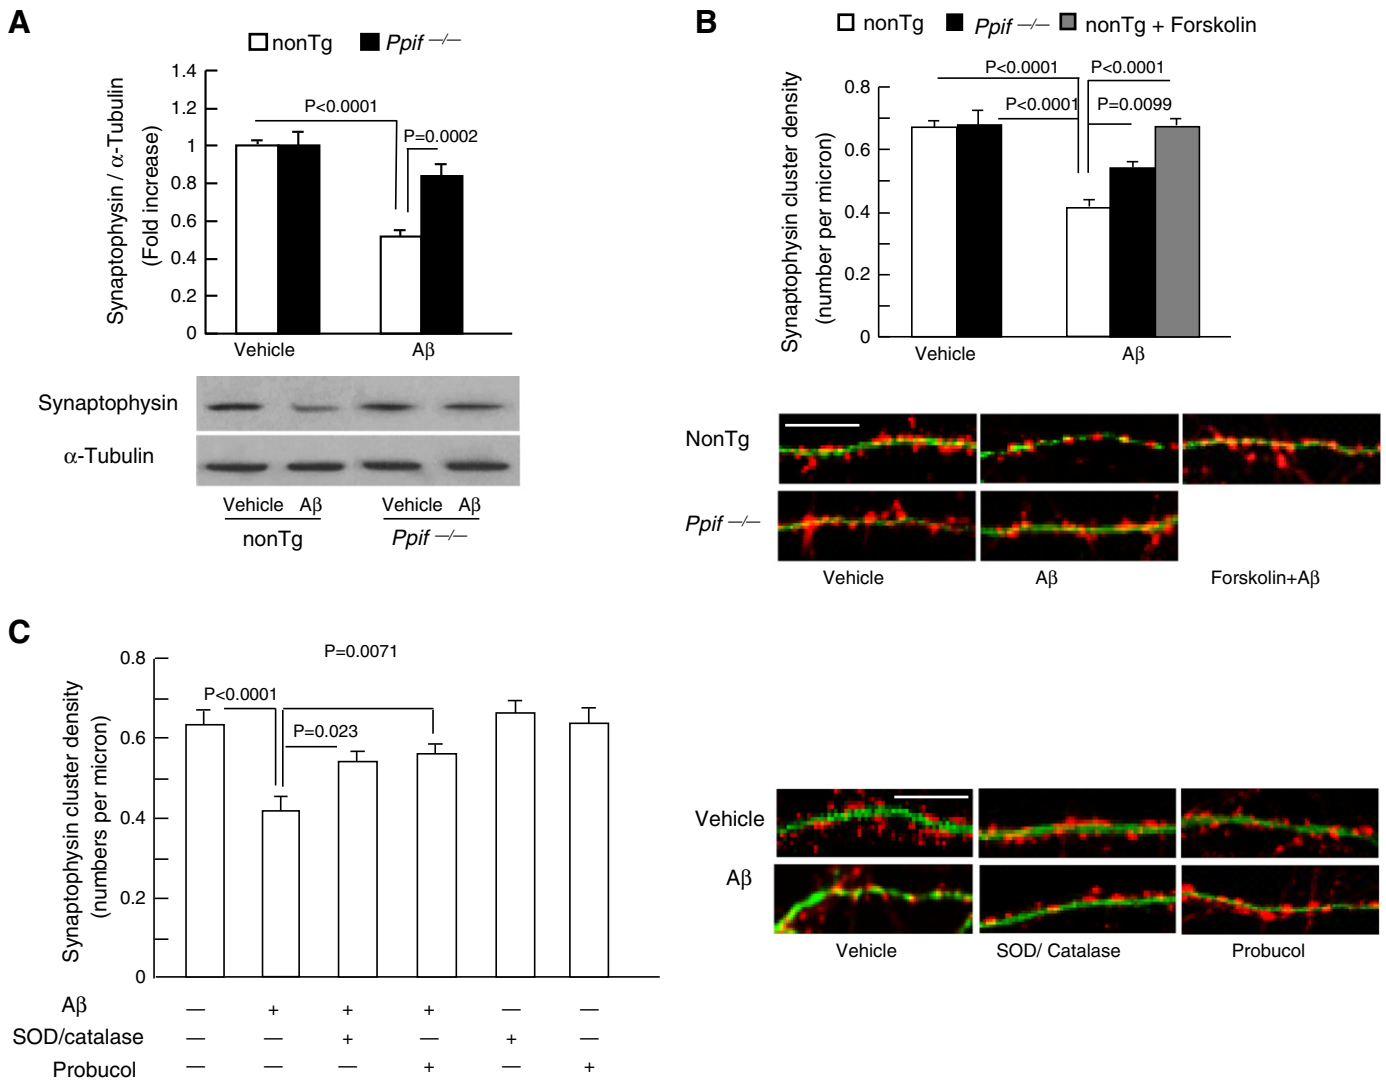 A
nonTg Ppif –/–
1.4
1.2
1
0.8
0.6
0.4
0.2
0
Synaptophysin / α-Tubulin
(Fold increase)
P<0.0001
P=0.0002
Vehicle Aβ
Synaptophysin
α-Tubulin
Vehicle Aβ Vehicle Aβ
nonTg Ppif –/–
B
nonTg Ppif –/– nonTg + Forskolin
Synaptophysin cluster density
(number per micron)
0.8
0.6
0.4
0.2
0
P<0.0001 P<0.0001
P<0.0001 P=0.0099
Vehicle Aβ
NonTg
Ppif –/–
Vehicle Aβ Forskolin+Aβ
C
Synaptophysin cluster density
(numbers per micron)
0.8
0.6
0.4
0.2
0
P=0.0071
P<0.0001
P=0.023
Aβ — + + + — —
SOD/catalase — — + — + —
Probucol — — — + — +
Vehicle
Aβ
Vehicle SOD/ Catalase Probucol